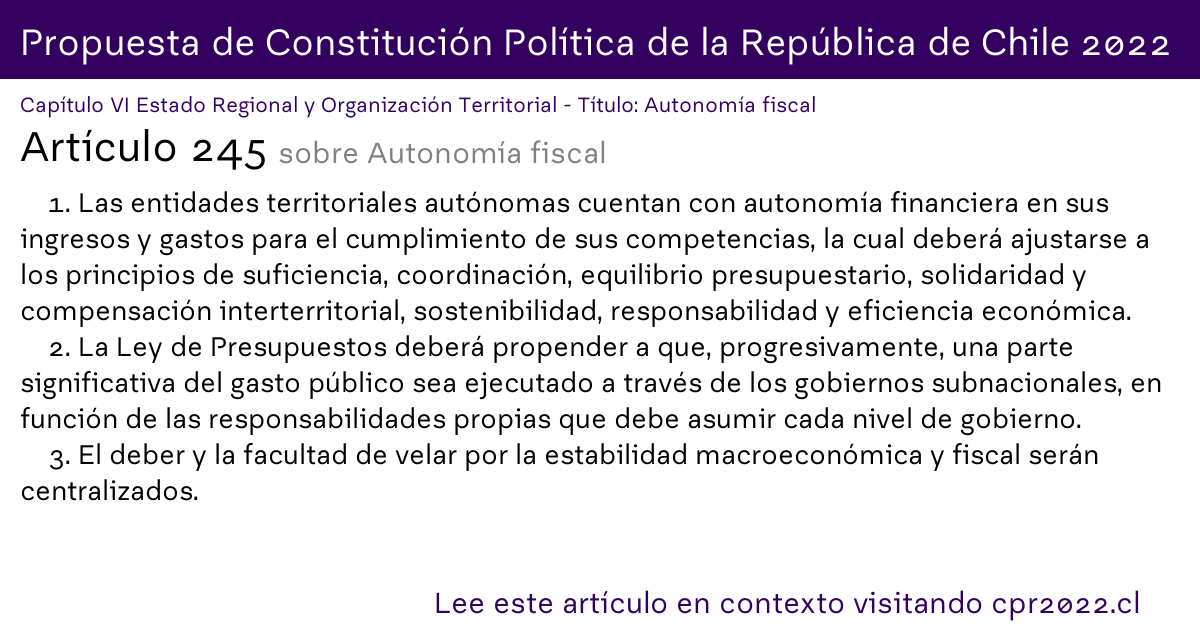 Propuesta de Constitución Política de la República de Chile 2022
Capítulo VI Estado Regional y Organización Territorial - Título: Autonomía fiscal
Artículo 245 sobre Autonomía fiscal
1. Las entidades territoriales autónomas cuentan con autonomía financiera en sus
ingresos y gastos para el cumplimiento de sus competencias, la cual deberá ajustarse a
los principios de suficiencia, coordinación, equilibrio presupuestario, solidaridad y
compensación interterritorial, sostenibilidad, responsabilidad y eficiencia económica.
2. La Ley de Presupuestos deberá propender a que, progresivamente, una parte
significativa del gasto público sea ejecutado a través de los gobiernos subnacionales, en
función de las responsabilidades propias que debe asumir cada nivel de gobierno.
3. El deber y la facultad de velar por la estabilidad macroeconómica y fiscal serán
centralizados.
Lee este artículo en contexto visitando cpr2022.cl